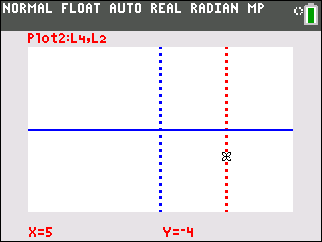 NORMAL FLOAT AUTO REAL RADIAN MP
Plot2:L4,L2
X=5 Y=-4